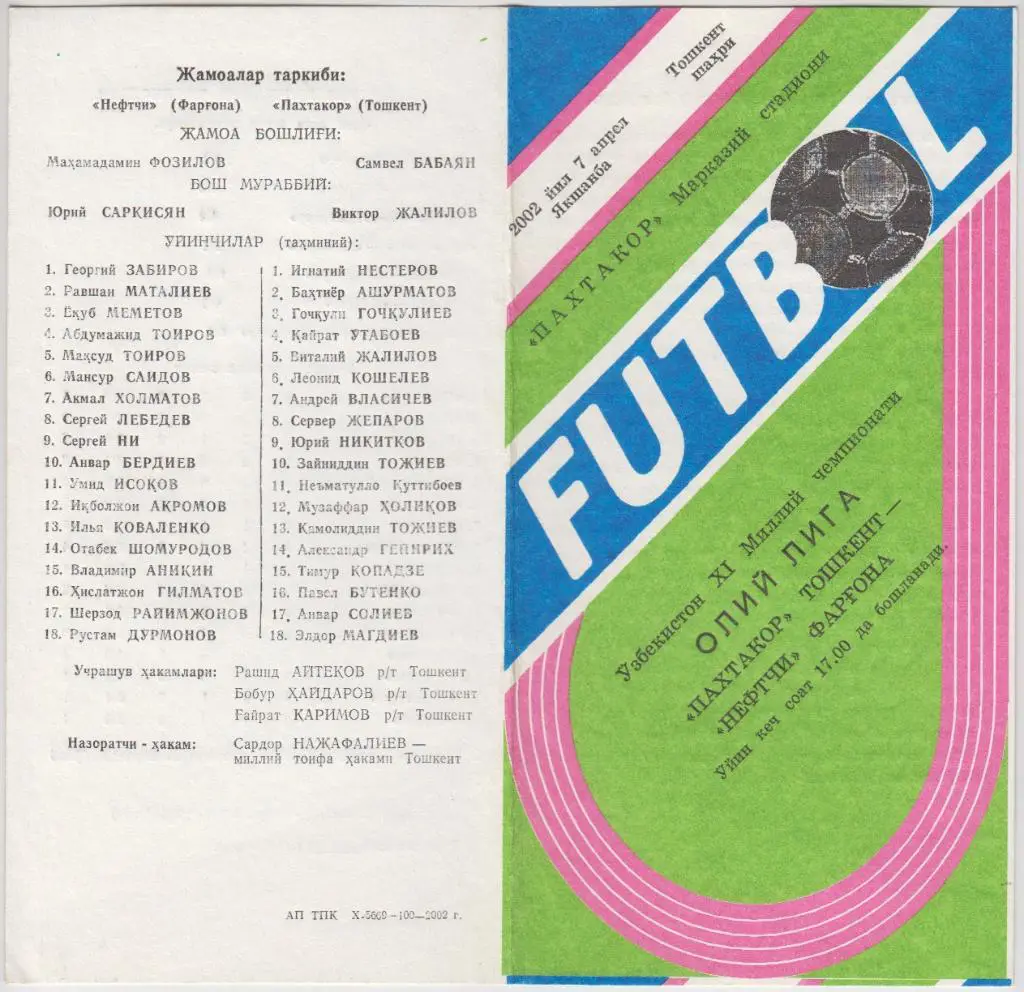 Жамоалар таркиби:
«Нефтчи» (Фарғона) «Пахтакор» (Тошкент)
ЖАМОА БОШЛИҒИ:
Маҳамадамин ФОЗИЛОВ Самвел БАБАЯН
БОШ МУРАББИЙ:
Юрий САРКИСЯН Виктор ЖАЛИЛОВ
УЙИНЧИЛАР (таҳминий):
1. Георгий ЗАБИРОВ
2. Равшан МАТАЛИЕВ
3. Ёқуб МЕМЕТОВ
4. Абдумажид ТОИРОВ
5. Мақсуд ТОИРОВ
6. Мансур САИДОВ
7. Акмал ХОЛМАТОВ
8. Сергей ЛЕБЕДЕВ
9. Сергей НИ
10. Анвар БЕРДИЕВ
11. Умид ИСОҚОВ
12. Иқболжон АКРОМОВ
13. Илья КОВАЛЕНКО
14. Отабек ШОМУРОДОВ
15. Владимир АНИКИН
16. Ҳислатжон ГИЛМАТОВ
17. Шерзод РАЙИМЖОНОВ
18. Рустам ДУРМОНОВ
1. Игнатий НЕСТЕРОВ
2. Баҳтиёр АШУРМАТОВ
3. Гочқули ГОЧҚУЛИЕВ
4. Қайрат УТАБОЕВ
5. Виталий ЖАЛИЛОВ
6. Леонид КОШЕЛЕВ
7. Андрей ВЛАСИЧЕВ
8. Сервер ЖЕПАРОВ
9. Юрий НИКИТКОВ
10. Зайниддин ТОЖИЕВ
11. Неъматулло Қуттибоев
12. Музаффар ҲОЛИҚОВ
13. Камолиддин ТОЖИЕВ
14. Александр ГЕЙНРИХ
15. Тимур КОПАДЗЕ
16. Павел БУТЕНКО
17. Анвар СОЛИЕВ
18. Элдор МАГДИЕВ
Учрашув ҳакамлари: Рашид АЙТЕКОВ р/т Тошкент
Бобур ҲАЙДАРОВ р/т Тошкент
Ғайрат КАРИМОВ р/т Тошкент
Назоратчи - ҳакам: Сардор НАЖАФАЛИЕВ —
миллий тоифа ҳаками Тошкент
АП ТПК Х-5669—100—2002 г.
Тошкент
шаҳри
2002 йил 7 апрел
Якшанба
«ПАХТАКОР» Марказий стадиони
FUTBOL
Узбекистон XI Миллий чемпионати
ОЛИЙ ЛИГА
«ПАХТАКОР» ТОШКЕНТ—
«НЕФТЧИ» ФАРҒОНА
Уйин кеч соат 17.00 да бошланади.